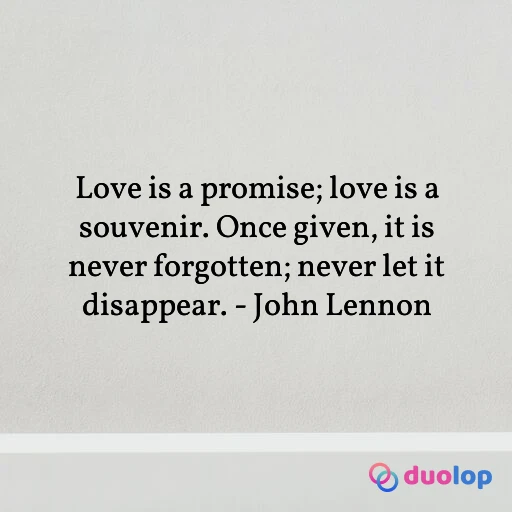 Love is a promise; love is a
souvenir. Once given, it is
never forgotten; never let it
disappear. - John Lennon
duolop